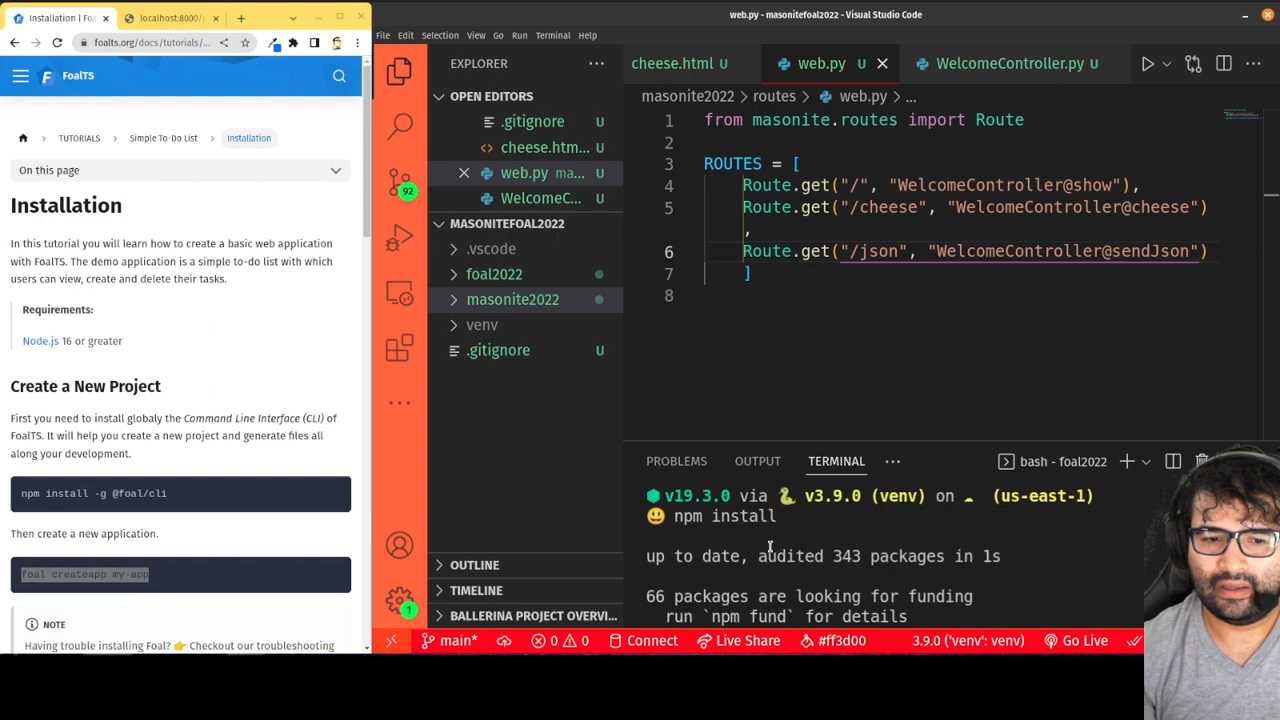 Installation | Foa
localhost:8000/j
web.py - masonitefoal2022 - Visual Studio Code
File Edit Selection View Go Run Terminal Help
foalts.org/docs/tutorials/...
FoalTS
TUTORIALS
Simple To-Do List
Installation
On this page
Installation
In this tutorial you will learn how to create a basic web application
with FoalTS. The demo application is a simple to-do list with which
users can view, create and delete their tasks.
Requirements:
Node.js 16 or greater
Create a New Project
First you need to install globaly the Command Line Interface (CLI) of
FoalTS. It will help you create a new project and generate files all
along your development.
npm install -g @foal/cli
Then create a new application.
foal createapp my-app
NOTE
Having trouble installing Foal? 👉 Checkout our troubleshooting
EXPLORER
OPEN EDITORS
.gitignore U
cheese.htm... U
web.py ma... U
WelcomeC... U
MASONITEFOAL2022
.vscode
foal2022
masonite2022
venv
.gitignore U
OUTLINE
TIMELINE
BALLERINA PROJECT OVERVI...
92
1
cheese.html U
web.py U
WelcomeController.py U
masonite2022 > routes > web.py > ...
1 from masonite.routes import Route
2
3 ROUTES = [
4 Route.get("/", "WelcomeController@show"),
5 Route.get("/cheese", "WelcomeController@cheese")
,
6 Route.get("/json", "WelcomeController@sendJson")
7 ]
8
PROBLEMS OUTPUT TERMINAL ... bash - foal2022
v19.3.0 via 🐍 v3.9.0 (venv) on ☁ (us-east-1)
😃 npm install
up to date, audited 343 packages in 1s
66 packages are looking for funding
run `npm fund` for details
main* 0 0 Connect Live Share #ff3d00 3.9.0 ('venv': venv) Go Live